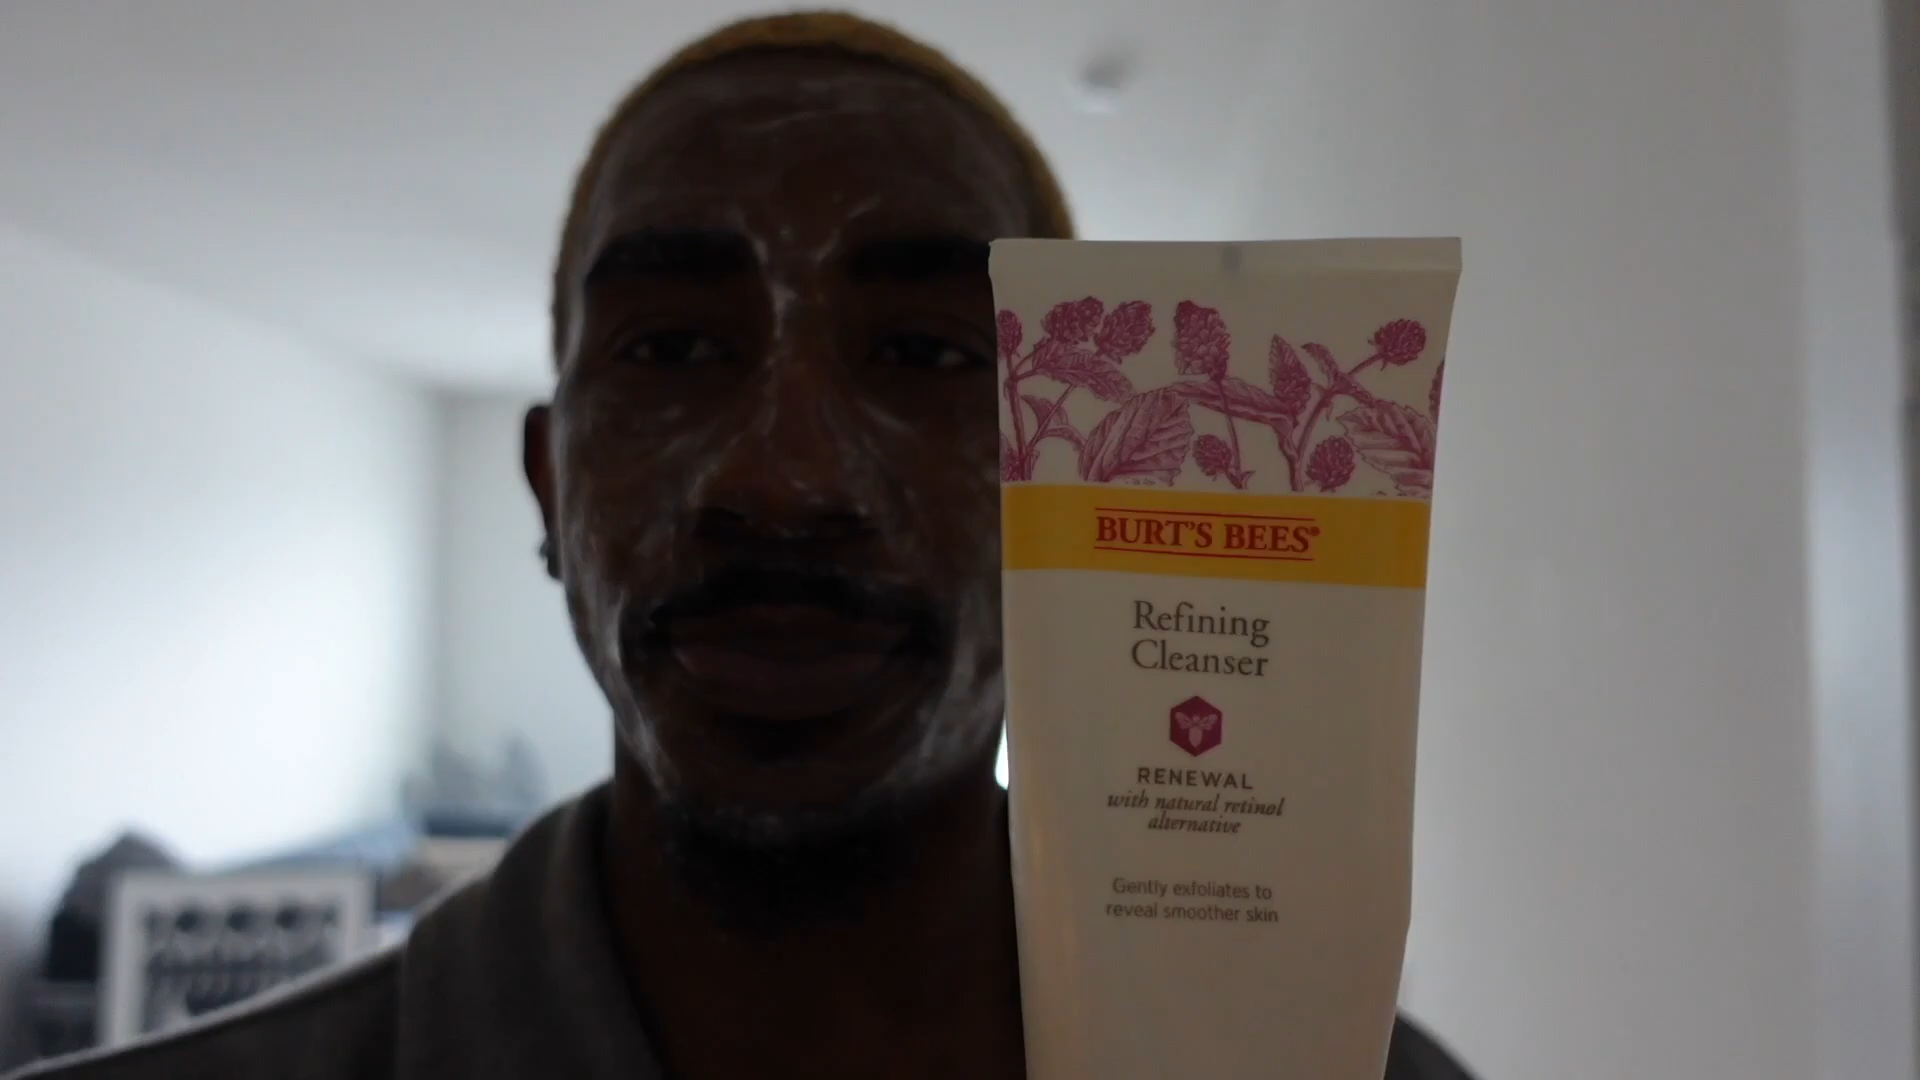 BURT'S BEES®
Refining
Cleanser
RENEWAL
with natural retinol
alternative
Gently exfoliates to
reveal smoother skin